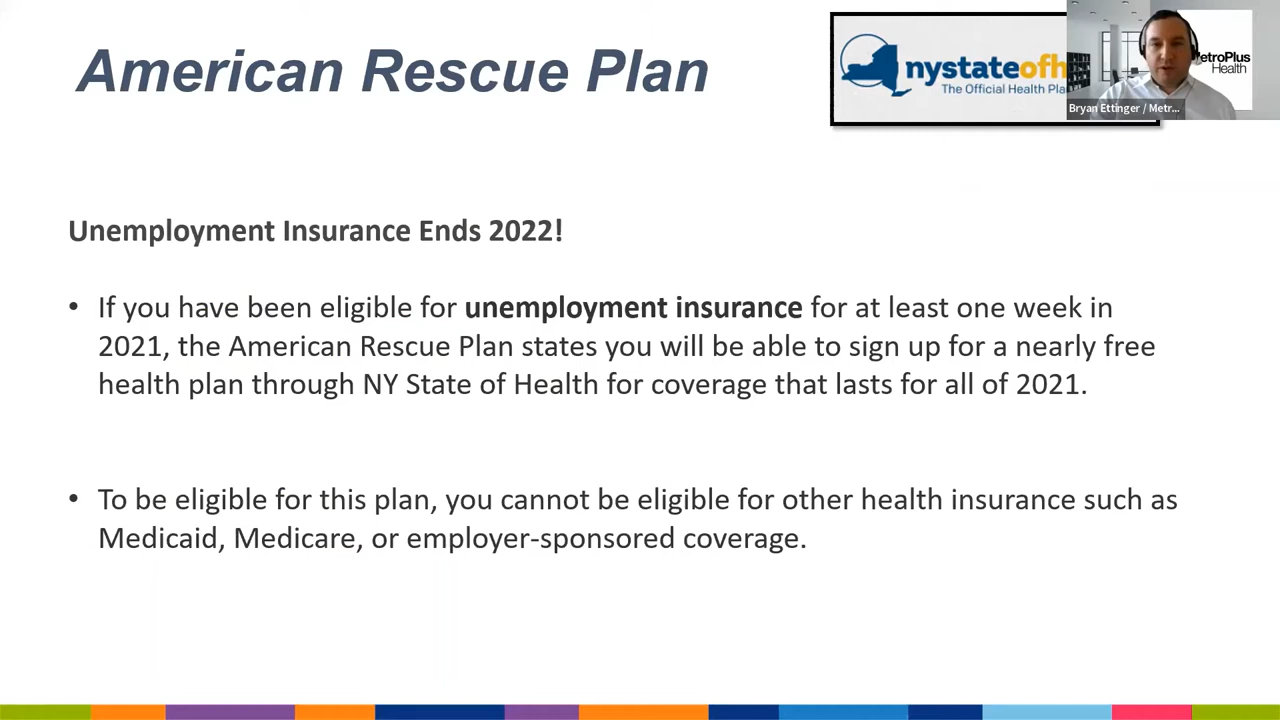 American Rescue Plan
nystateofh
The Official Health Pla
etroPlus
Health
Bryan Ettinger / Metr...
Unemployment Insurance Ends 2022!
• If you have been eligible for unemployment insurance for at least one week in
2021, the American Rescue Plan states you will be able to sign up for a nearly free
health plan through NY State of Health for coverage that lasts for all of 2021.
• To be eligible for this plan, you cannot be eligible for other health insurance such as
Medicaid, Medicare, or employer-sponsored coverage.